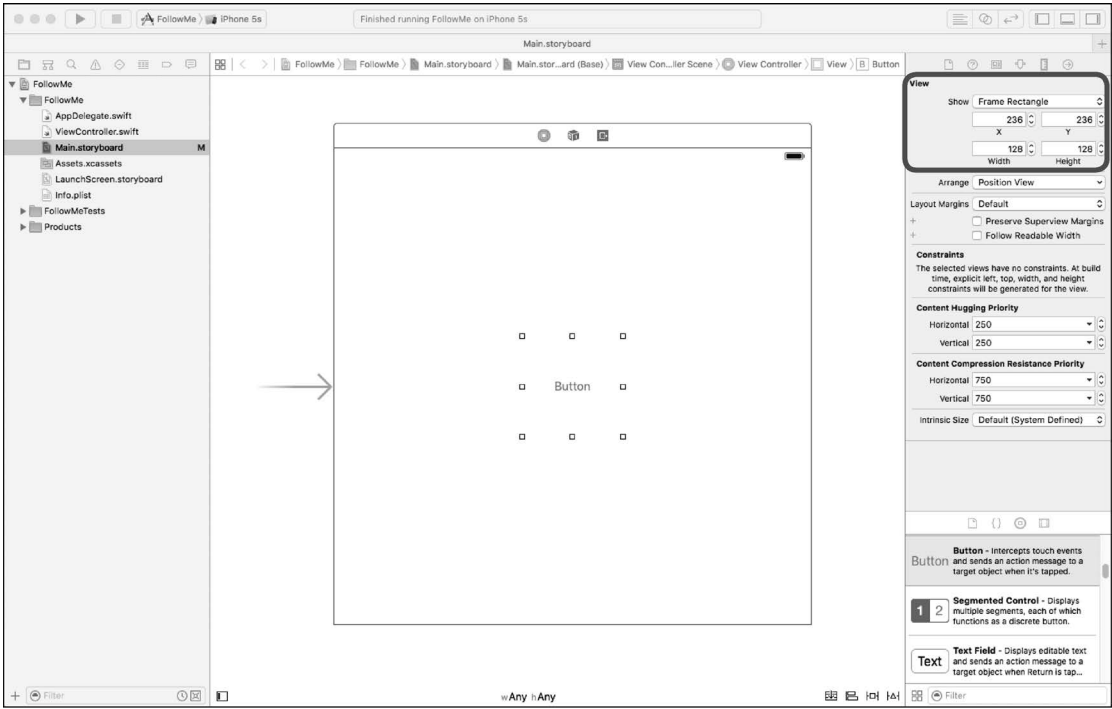 FollowMe
iPhone 5s
Finished running FollowMe on iPhone 5s
Main.storyboard
FollowMe
FollowMe
Main.storyboard
Main.stor...ard (Base)
View Con...ller Scene
View Controller
View
B Button
FollowMe
FollowMe
AppDelegate.swift
ViewController.swift
Main.storyboard M
Assets.xcassets
LaunchScreen.storyboard
Info.plist
FollowMeTests
Products
Button
View
Show Frame Rectangle
236 236
X Y
128 128
Width Height
Arrange Position View
Layout Margins Default
+ Preserve Superview Margins
+ Follow Readable Width
Constraints
The selected views have no constraints. At build
time, explicit left, top, width, and height
constraints will be generated for the view.
Content Hugging Priority
Horizontal 250
Vertical 250
Content Compression Resistance Priority
Horizontal 750
Vertical 750
Intrinsic Size Default (System Defined)
{ }
Button
Button - Intercepts touch events
and sends an action message to a
target object when it's tapped.
1 2
Segmented Control - Displays
multiple segments, each of which
functions as a discrete button.
Text
Text Field - Displays editable text
and sends an action message to a
target object when Return is tap...
+ Filter
wAny hAny
Filter